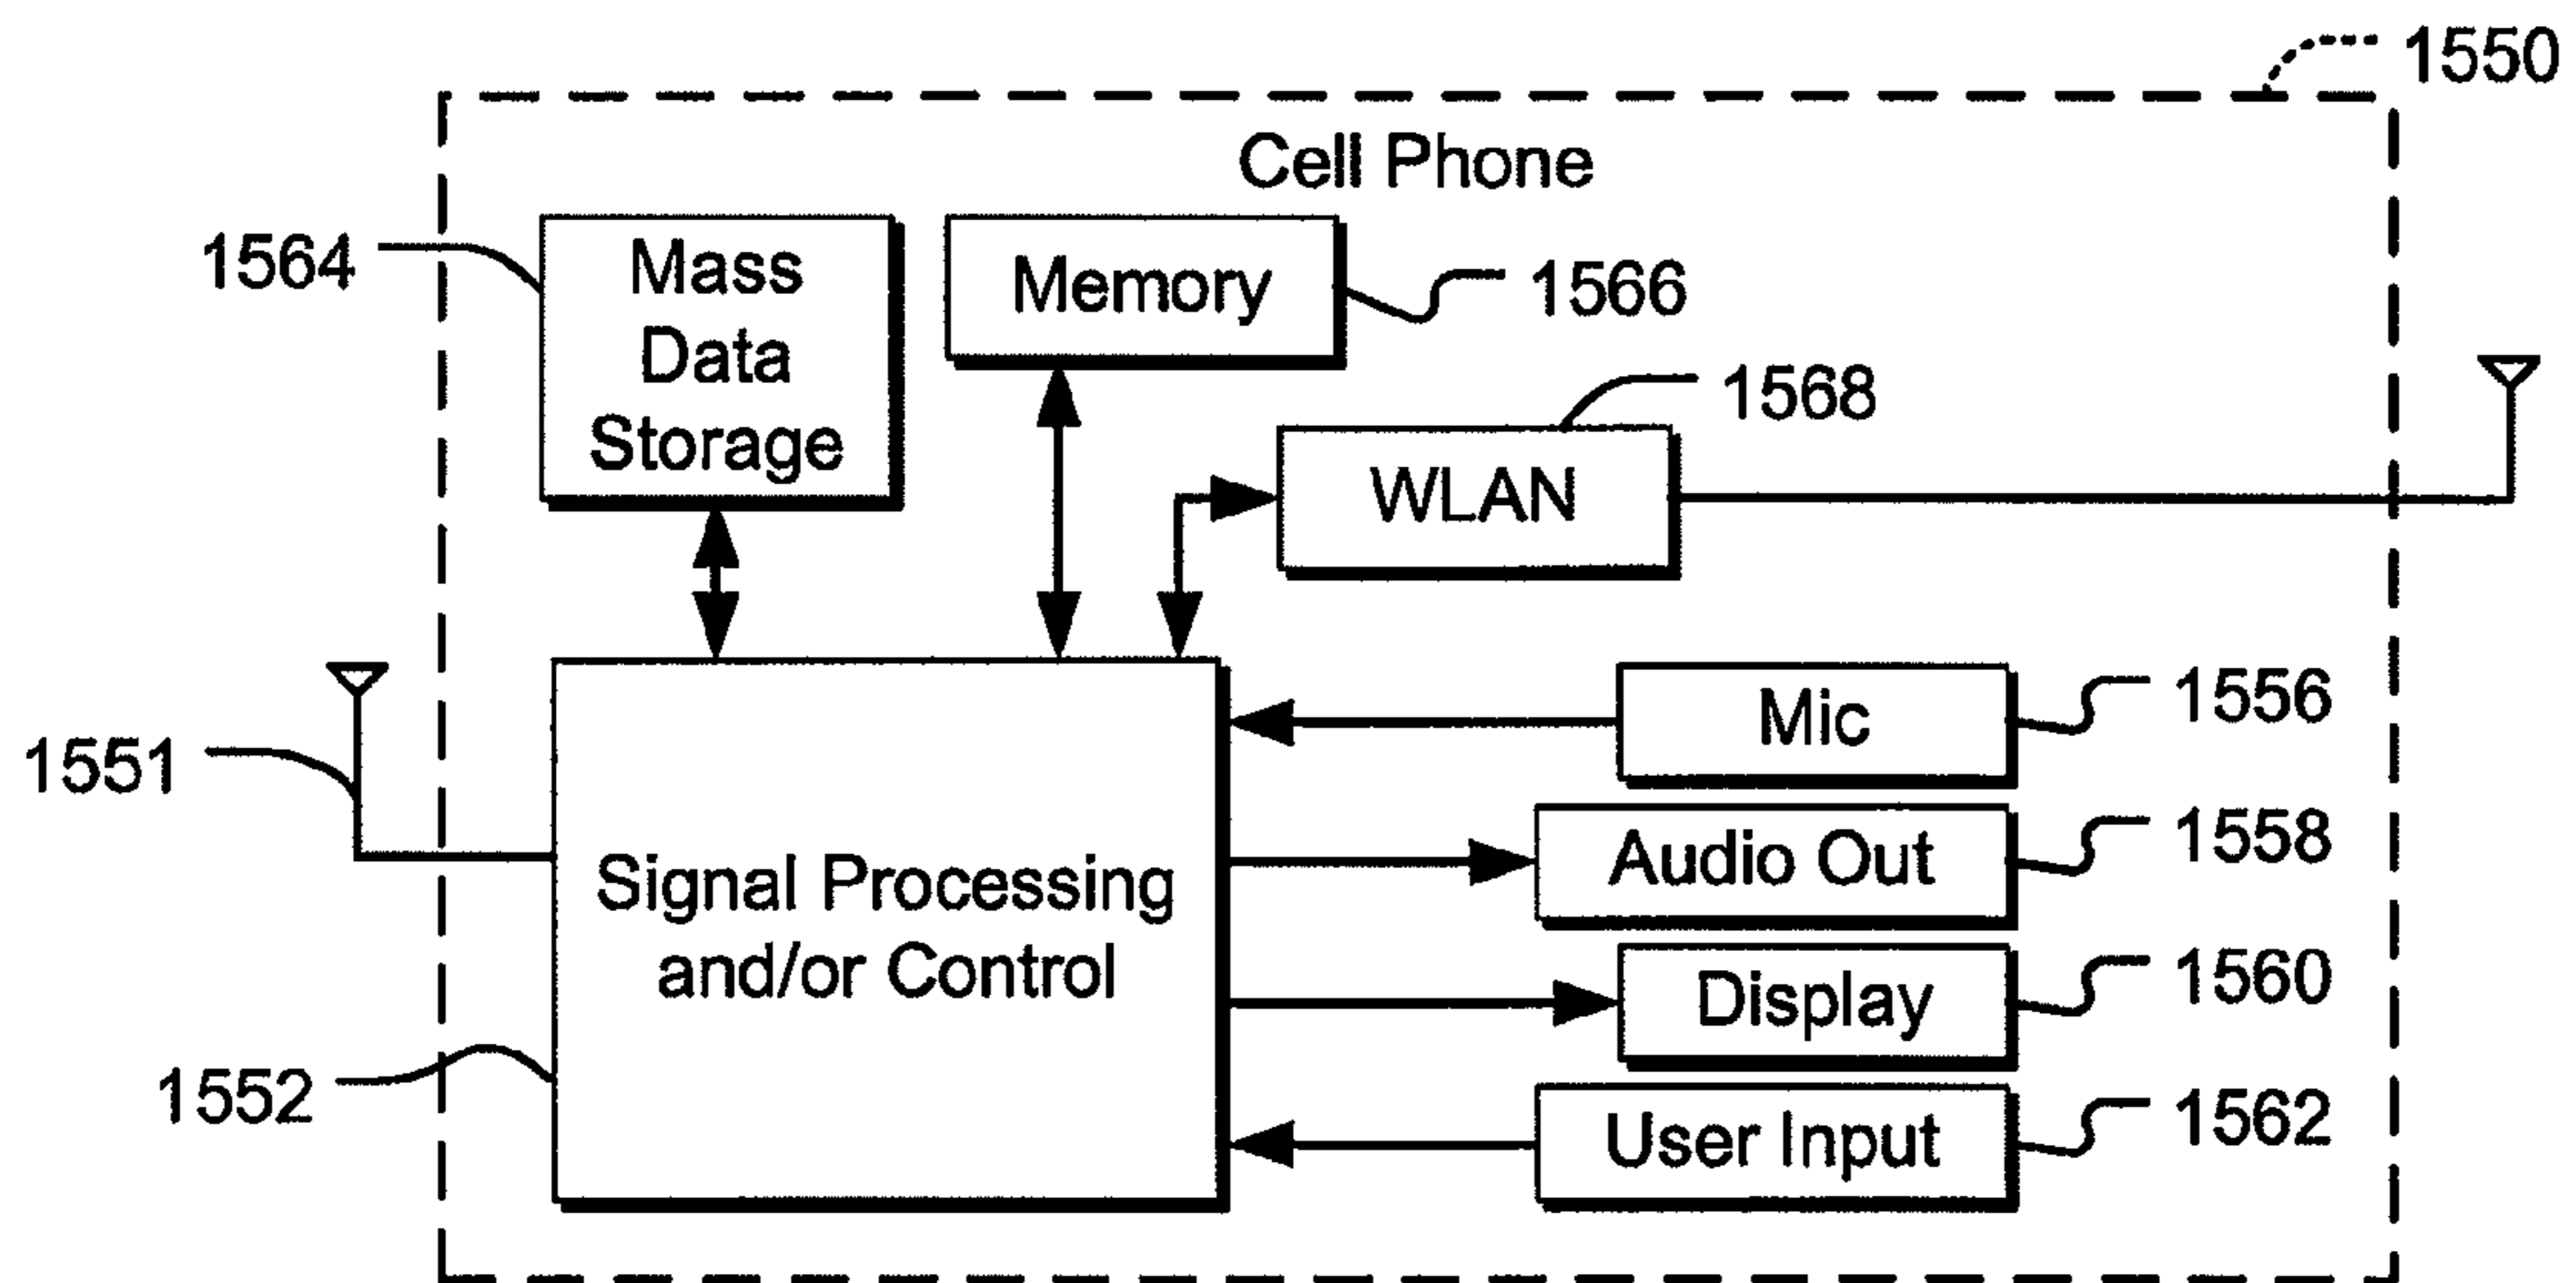 1550
Cell Phone
1564
Mass
Data
Storage
Memory
1566
1568
WLAN
1551
1552
Signal Processing
and/or Control
Mic
1556
Audio Out
1558
Display
1560
User Input
1562